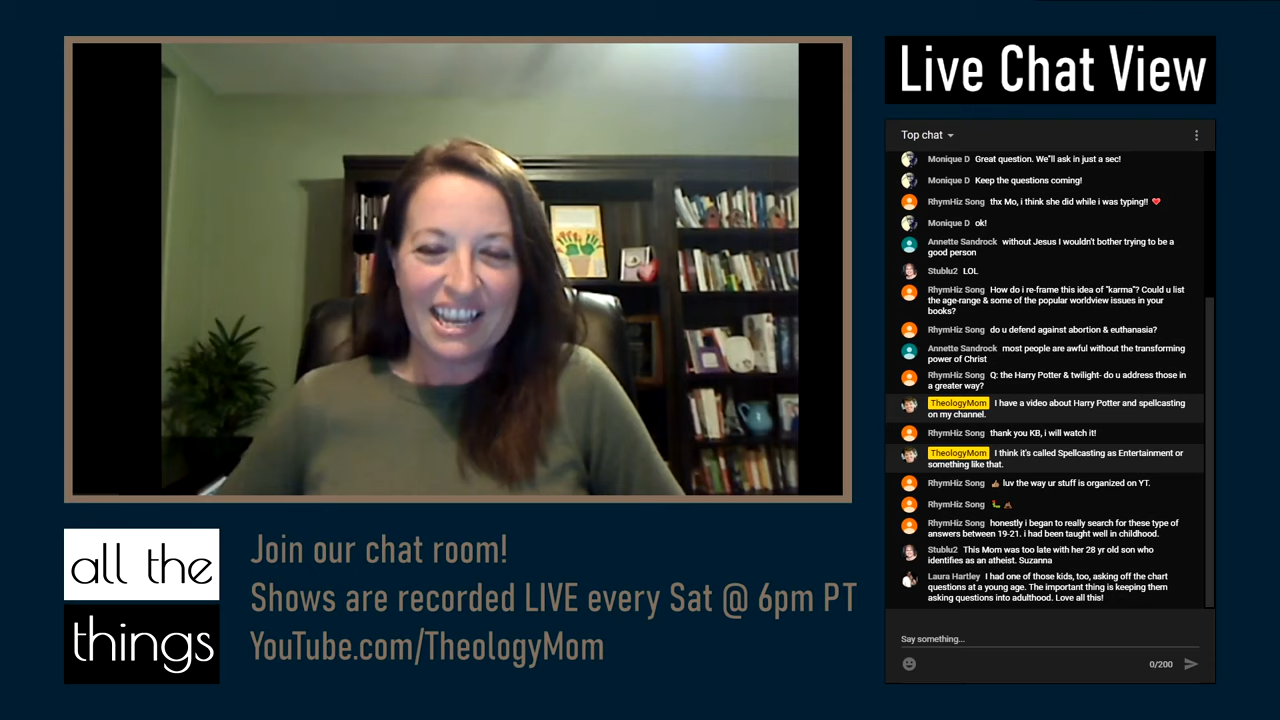 Live Chat View
Top chat
Monique D Great question. We"ll ask in just a sec!
Monique D Keep the questions coming!
RhymHiz Song thx Mo, i think she did while i was typing!!
Monique D ok!
Annette Sandrock without Jesus I wouldn't bother trying to be a
good person
Stublu2 LOL
RhymHiz Song How do i re-frame this idea of "karma"? Could u list
the age-range & some of the popular worldview issues in your
books?
RhymHiz Song do u defend against abortion & euthanasia?
Annette Sandrock most people are awful without the transforming
power of Christ
RhymHiz Song Q: the Harry Potter & twilight- do u address those in
a greater way?
TheologyMom I have a video about Harry Potter and spellcasting
on my channel.
RhymHiz Song thank you KB, i will watch it!
TheologyMom I think it's called Spellcasting as Entertainment or
something like that.
RhymHiz Song 👍🏾 luv the way ur stuff is organized on YT.
RhymHiz Song
RhymHiz Song honestly i began to really search for these type of
answers between 19-21. i had been taught well in childhood.
Stublu2 This Mom was too late with her 28 yr old son who
identifies as an atheist. Suzanna
Laura Hartley I had one of those kids, too, asking off the chart
questions at a young age. The important thing is keeping them
asking questions into adulthood. Love all this!
Say something...
0/200
all the
things
Join our chat room!
Shows are recorded LIVE every Sat @ 6pm PT
YouTube.com/TheologyMom